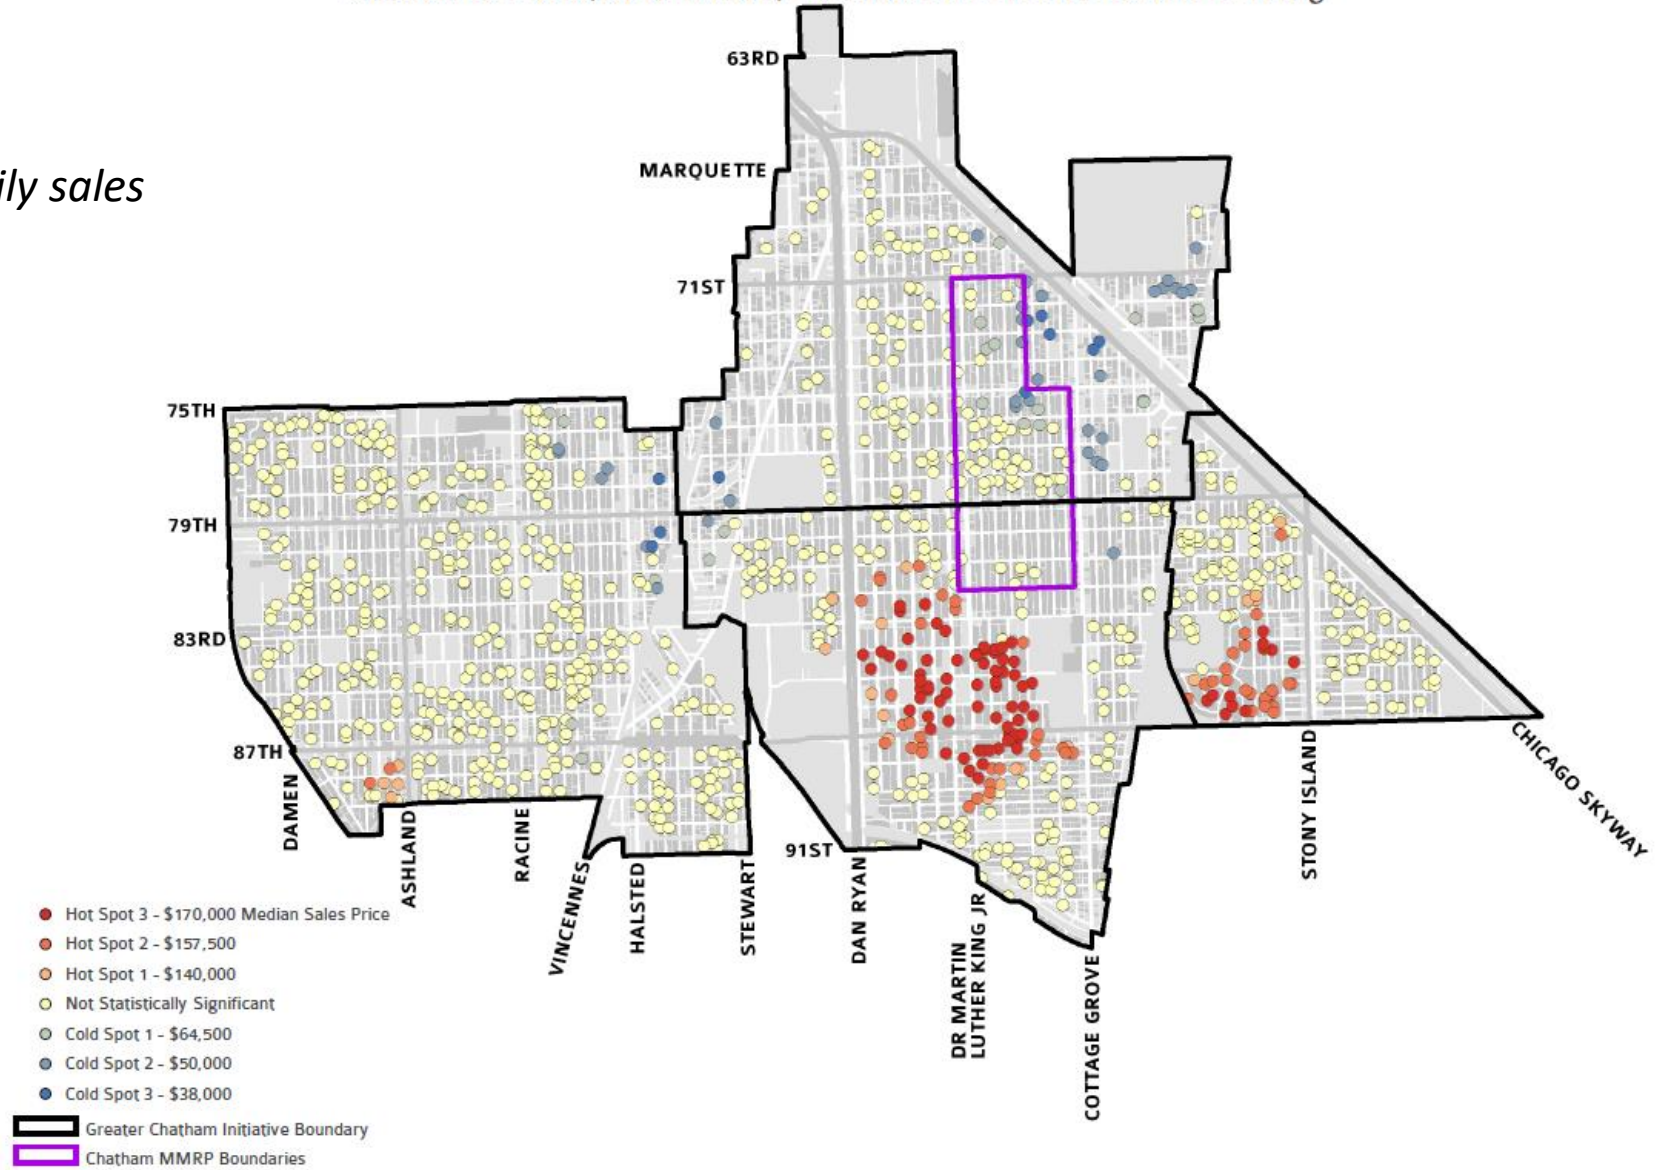 63RD
MARQUETTE
ily sales
71ST
75TH
79TH
83RD
87TH
91ST
DAMEN
ASHLAND
RACINE
VINCENNES
HALSTED
STEWART
DAN RYAN
DR MARTIN
LUTHER KING JR
COTTAGE GROVE
STONY ISLAND
CHICAGO SKYWAY
Hot Spot 3 - $170,000 Median Sales Price
Hot Spot 2 - $157,500
Hot Spot 1 - $140,000
Not Statistically Significant
Cold Spot 1 - $64,500
Cold Spot 2 - $50,000
Cold Spot 3 - $38,000
Greater Chatham Initiative Boundary
Chatham MMRP Boundaries